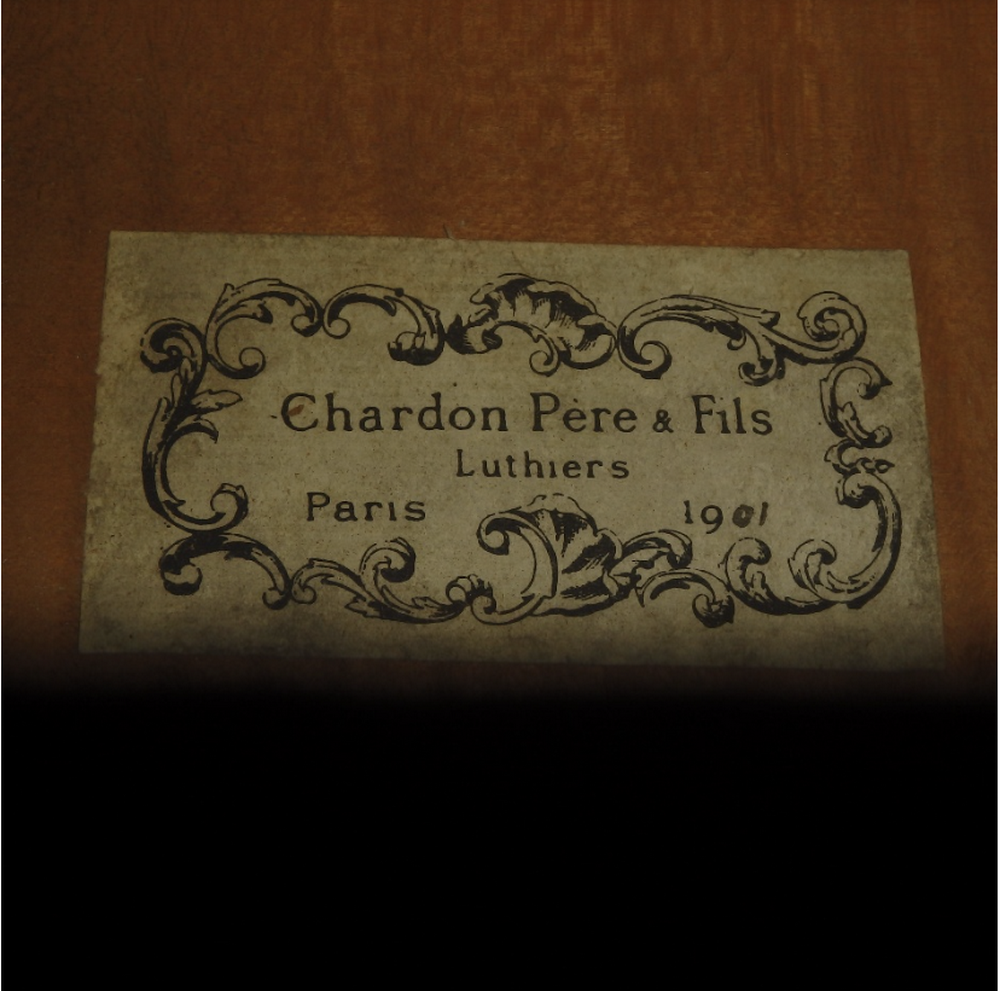 Chardon Père & Fils
Luthiers
Paris 1901